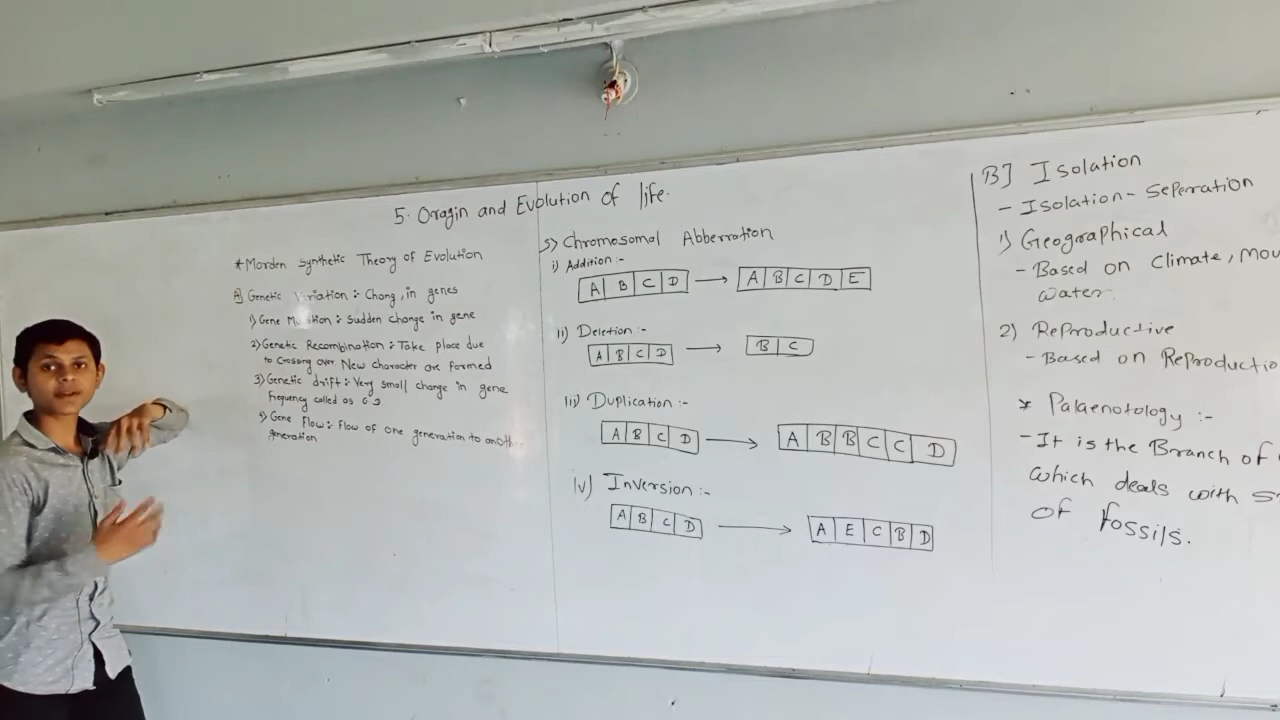 5. Oragin and Evolution of life.
* Morden Synthetic Theory of Evolution
A] Genetic Variation :- Chang, in genes
1) Gene Mutation :- Sudden change in gene
2) Genetic Recombination :- Take place due
to Crossing over New character are formed
3) Genetic drift :- Very small change in gene
frequency called as G D
4) Gene Flow :- flow of one generation to anoth
generation
5) Chromosomal Abberration
i) Addition :-
A B C D → A B C D E
ii) Deletion :-
A B C D → B C
iii) Duplication :-
A B C D → A B B C C D
iv) Inversion :-
A B C D → A E C B D
B] Isolation
- Isolation - Seperation
1) Geographical
- Based on Climate, Mou
water.
2) Reproductive
- Based on Reproductio
* Palaenotology :-
- It is the Branch of
which deals with s
of fossils.